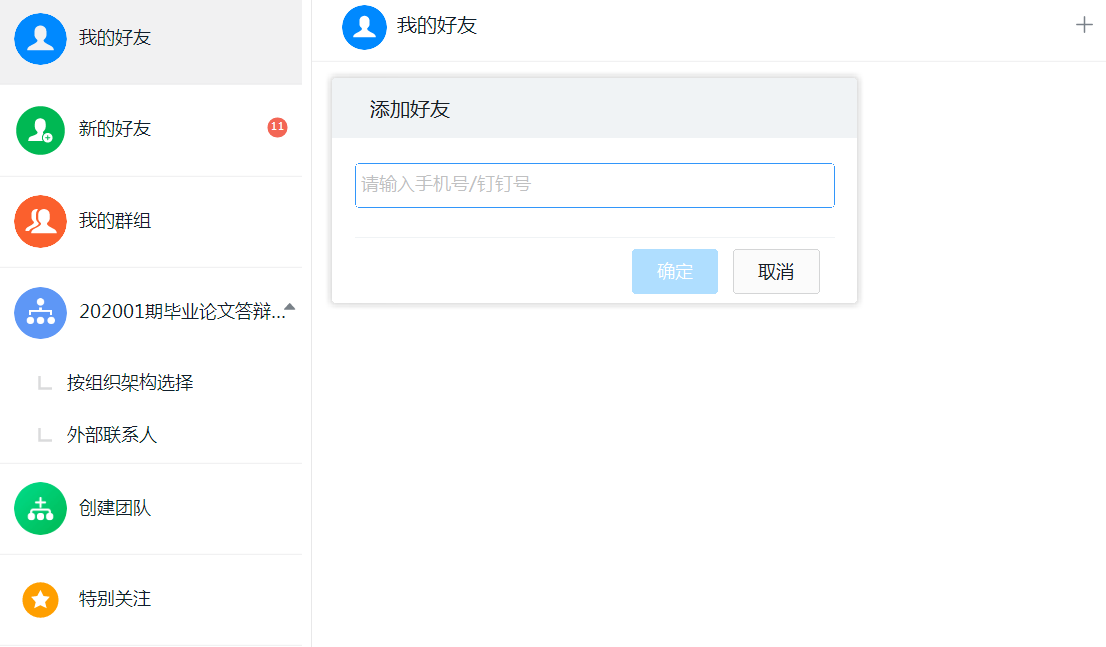 我的好友
新的好友
11
我的群组
202001期毕业论文答辩...
按组织架构选择
外部联系人
创建团队
特别关注
我的好友
添加好友
请输入手机号/钉钉号
确定
取消